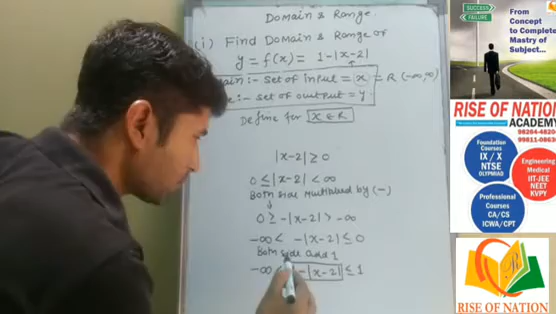 Domain & Range
(i) Find Domain & Range of
y = f(x) = 1-|x-2|
:- Set of input = x = R (-∞,∞)
:- Set of output = y
Define for x ∈ R
|x-2| ≥ 0
0 ≤ |x-2| < ∞
Both side multiplied by (-)
0 ≥ -|x-2| > -∞
-∞ < -|x-2| ≤ 0
Both side add 1
-∞ -|x-2| ≤ 1
SUCCESS
FAILURE
From
Concept
to Complete
Mastry of
Subject...
RISE OF NATION
ACADEMY
Foundation
Courses
IX / X
NTSE
OLYMPIAD
Engineering
Medical
IIT-JEE
NEET
KVPY
Professional
Courses
CA/CS
ICWA/CPT
RISE OF NATION